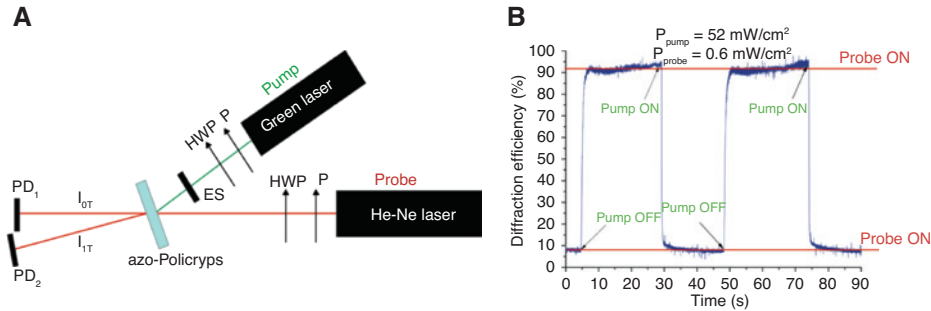 A
Pump
Green laser
HWP
P
ES
HWP
P
Probe
He-Ne laser
PD1
I0T
I1T
PD2
azo-Policryps
B
Ppump = 52 mW/cm²
Pprobe = 0.6 mW/cm²
Probe ON
Pump ON
Pump ON
Pump OFF
Pump OFF
Probe ON
Diffraction efficiency (%)
100
90
80
70
60
50
40
30
20
10
0
0 10 20 30 40 50 60 70 80 90
Time (s)